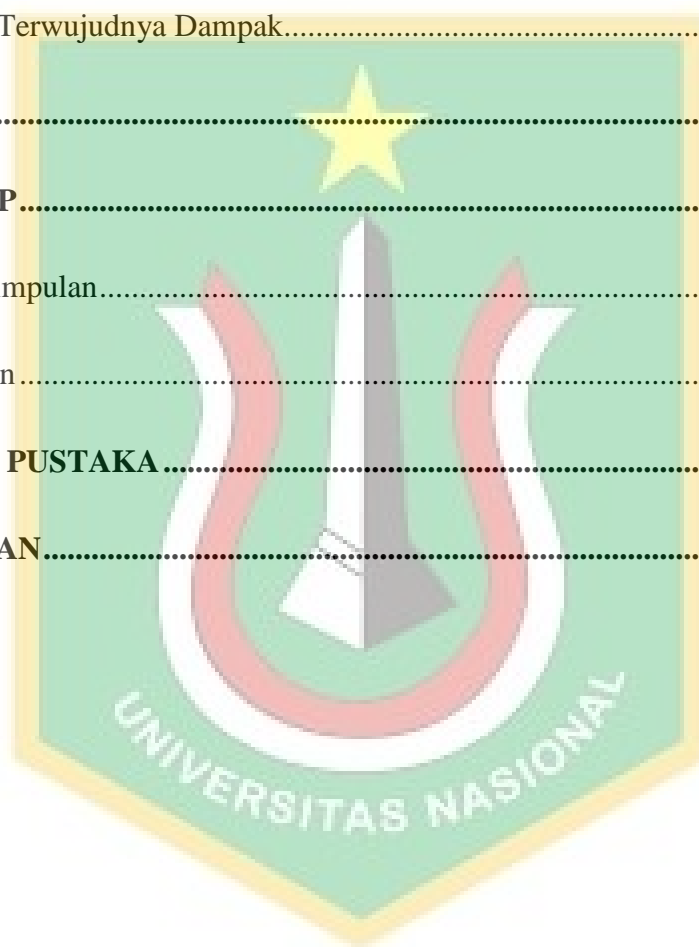 Terwujudnya Dampak................................................
................................................
P................................................
mpulan................................................
n................................................
PUSTAKA................................................
AN................................................
UNIVERSITAS NASIONAL